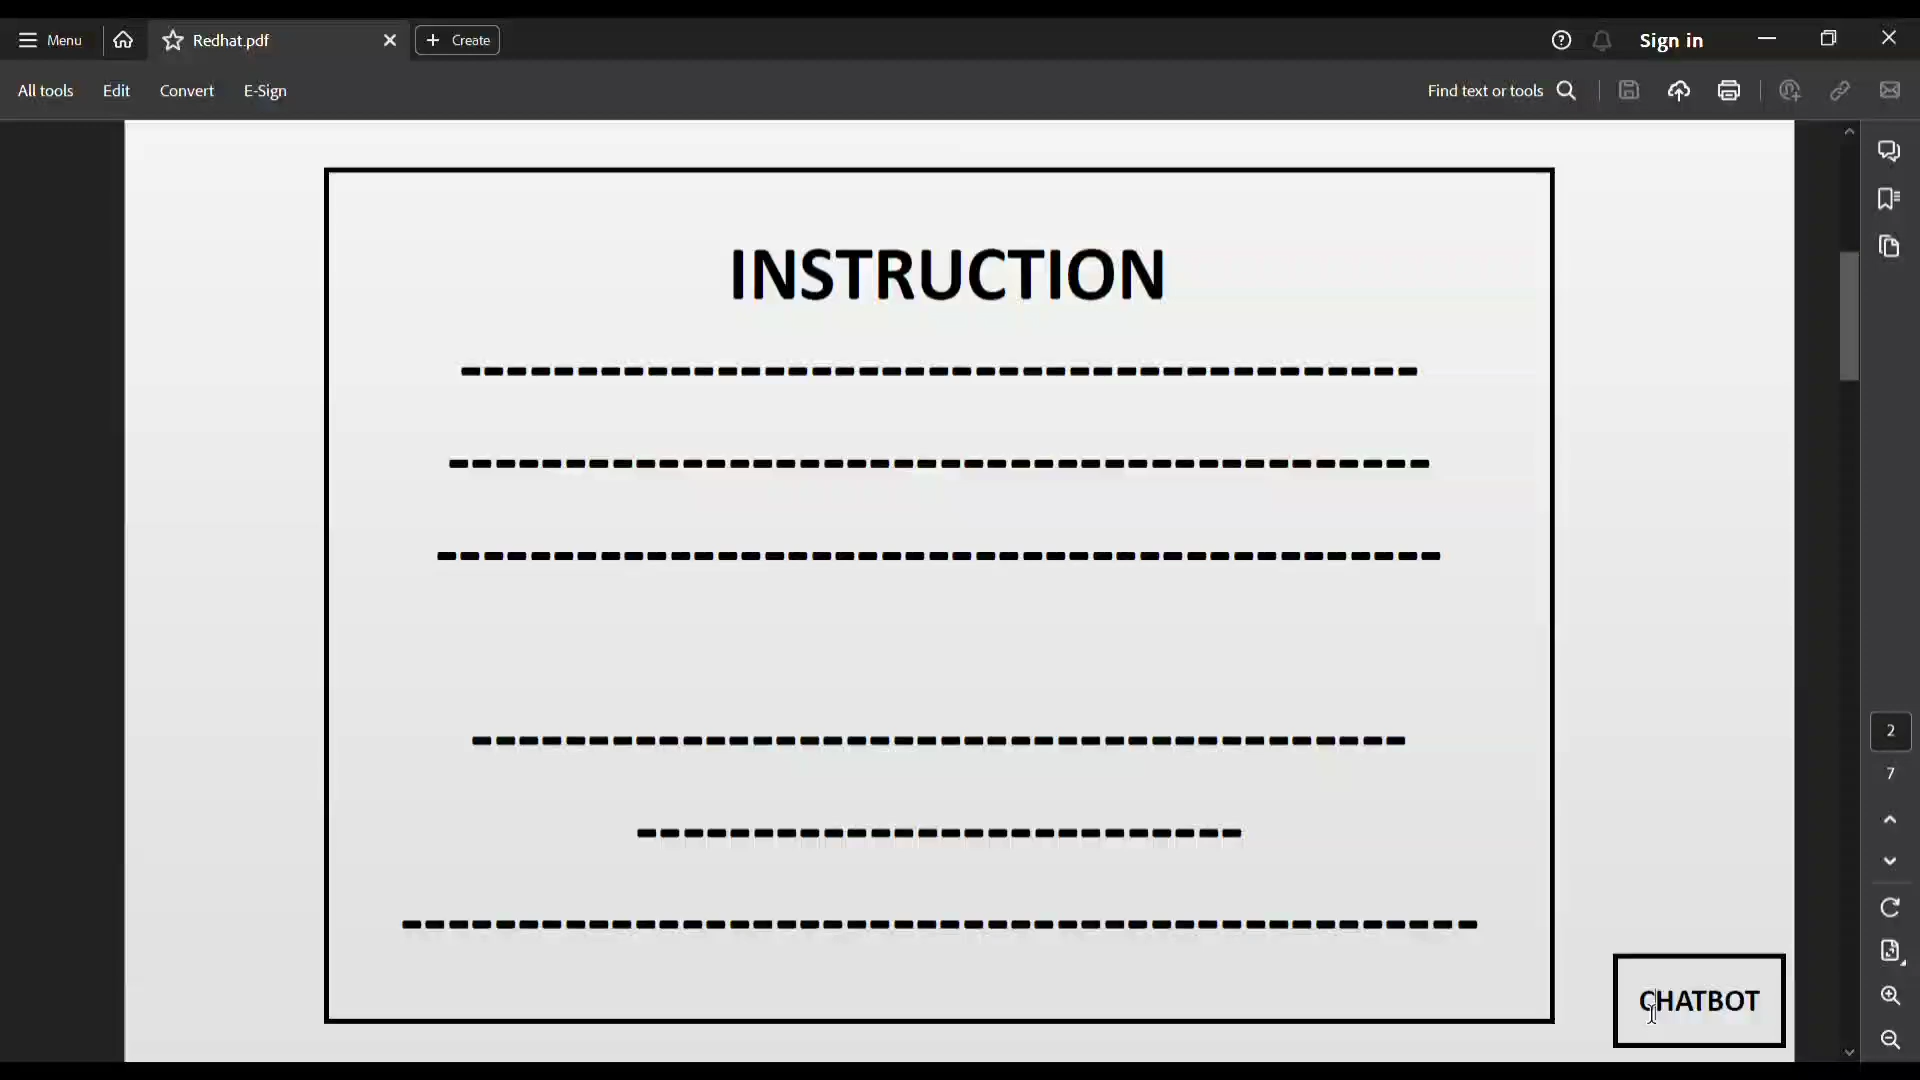 Menu
Redhat.pdf
Create
Sign in
All tools
Edit
Convert
E-Sign
Find text or tools
INSTRUCTION
-----------------------------------------
------------------------------------------
-------------------------------------------
----------------------------------------
--------------------------
----------------------------------------------
CHATBOT
2
7